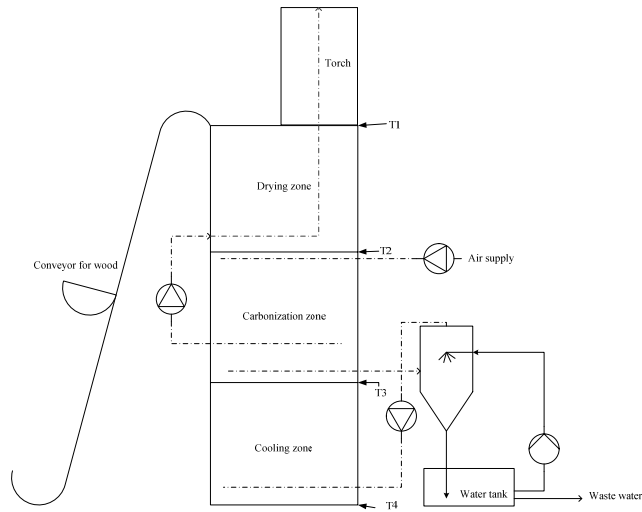 Torch
T1
Drying zone
T2
Air supply
Conveyor for wood
Carbonization zone
T3
Cooling zone
Water tank
Waste water
T4